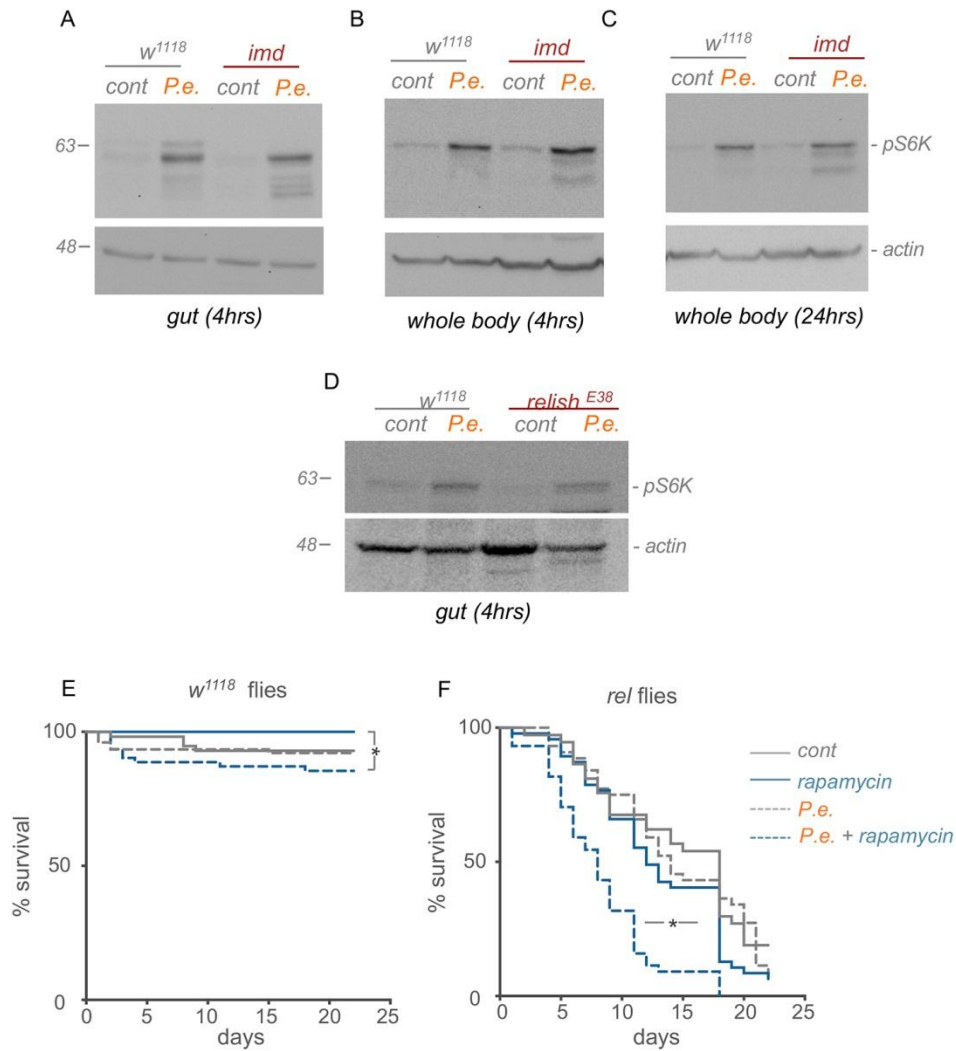 A
w1118 imd
cont P.e. cont P.e.
63
48
gut (4hrs)
B
w1118 imd
cont P.e. cont P.e.
whole body (4hrs)
C
w1118 imd
cont P.e. cont P.e.
- pS6K
- actin
whole body (24hrs)
D
w1118 relish E38
cont P.e. cont P.e.
63
48
- pS6K
- actin
gut (4hrs)
E
w1118 flies
% survival
100
50
0
*
0 5 10 15 20 25
days
F
rel flies
% survival
100
50
0
*
0 5 10 15 20 25
days
cont
rapamycin
P.e.
P.e. + rapamycin